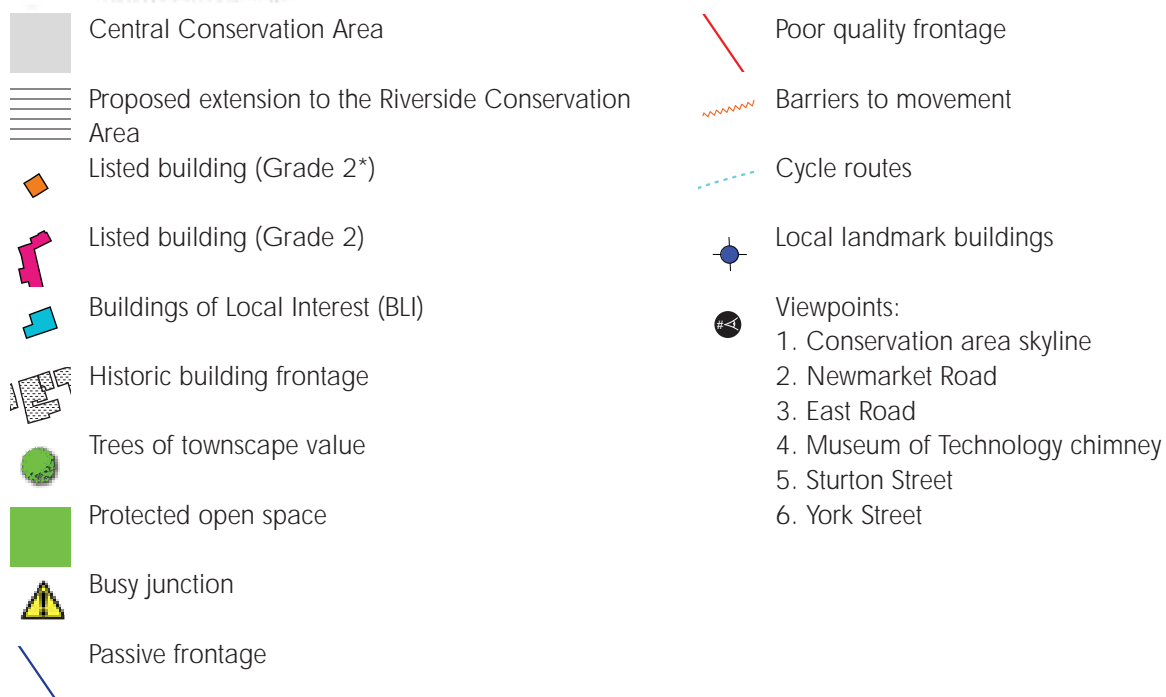 Central Conservation Area
Proposed extension to the Riverside Conservation
Area
Listed building (Grade 2*)
Listed building (Grade 2)
Buildings of Local Interest (BLI)
Historic building frontage
Trees of townscape value
Protected open space
Busy junction
Passive frontage
Poor quality frontage
Barriers to movement
Cycle routes
Local landmark buildings
#
Viewpoints:
1. Conservation area skyline
2. Newmarket Road
3. East Road
4. Museum of Technology chimney
5. Sturton Street
6. York Street